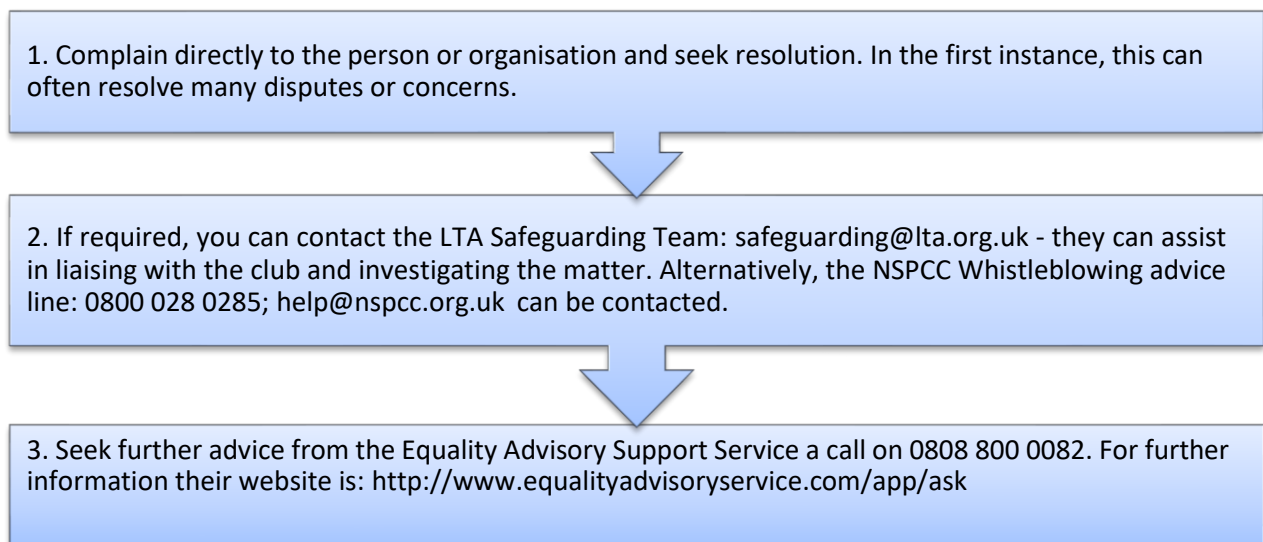 1. Complain directly to the person or organisation and seek resolution. In the first instance, this can
often resolve many disputes or concerns.
2. If required, you can contact the LTA Safeguarding Team: safeguarding@lta.org.uk - they can assist
in liaising with the club and investigating the matter. Alternatively, the NSPCC Whistleblowing advice
line: 0800 028 0285; help@nspcc.org.uk can be contacted.
3. Seek further advice from the Equality Advisory Support Service a call on 0808 800 0082. For further
information their website is: http://www.equalityadvisoryservice.com/app/ask